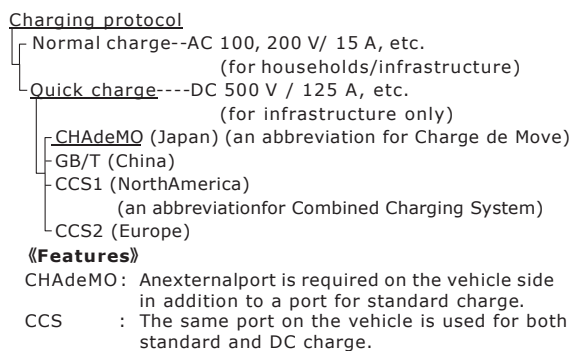 Charging protocol
Normal charge--AC 100, 200 V/ 15 A, etc.
(for households/infrastructure)
Quick charge----DC 500 V / 125 A, etc.
(for infrastructure only)
CHAdeMO (Japan) (an abbreviation for Charge de Move)
GB/T (China)
CCS1 (NorthAmerica)
(an abbreviationfor Combined Charging System)
CCS2 (Europe)
《Features》
CHAdeMO: Anexternalport is required on the vehicle side
in addition to a port for standard charge.
CCS : The same port on the vehicle is used for both
standard and DC charge.